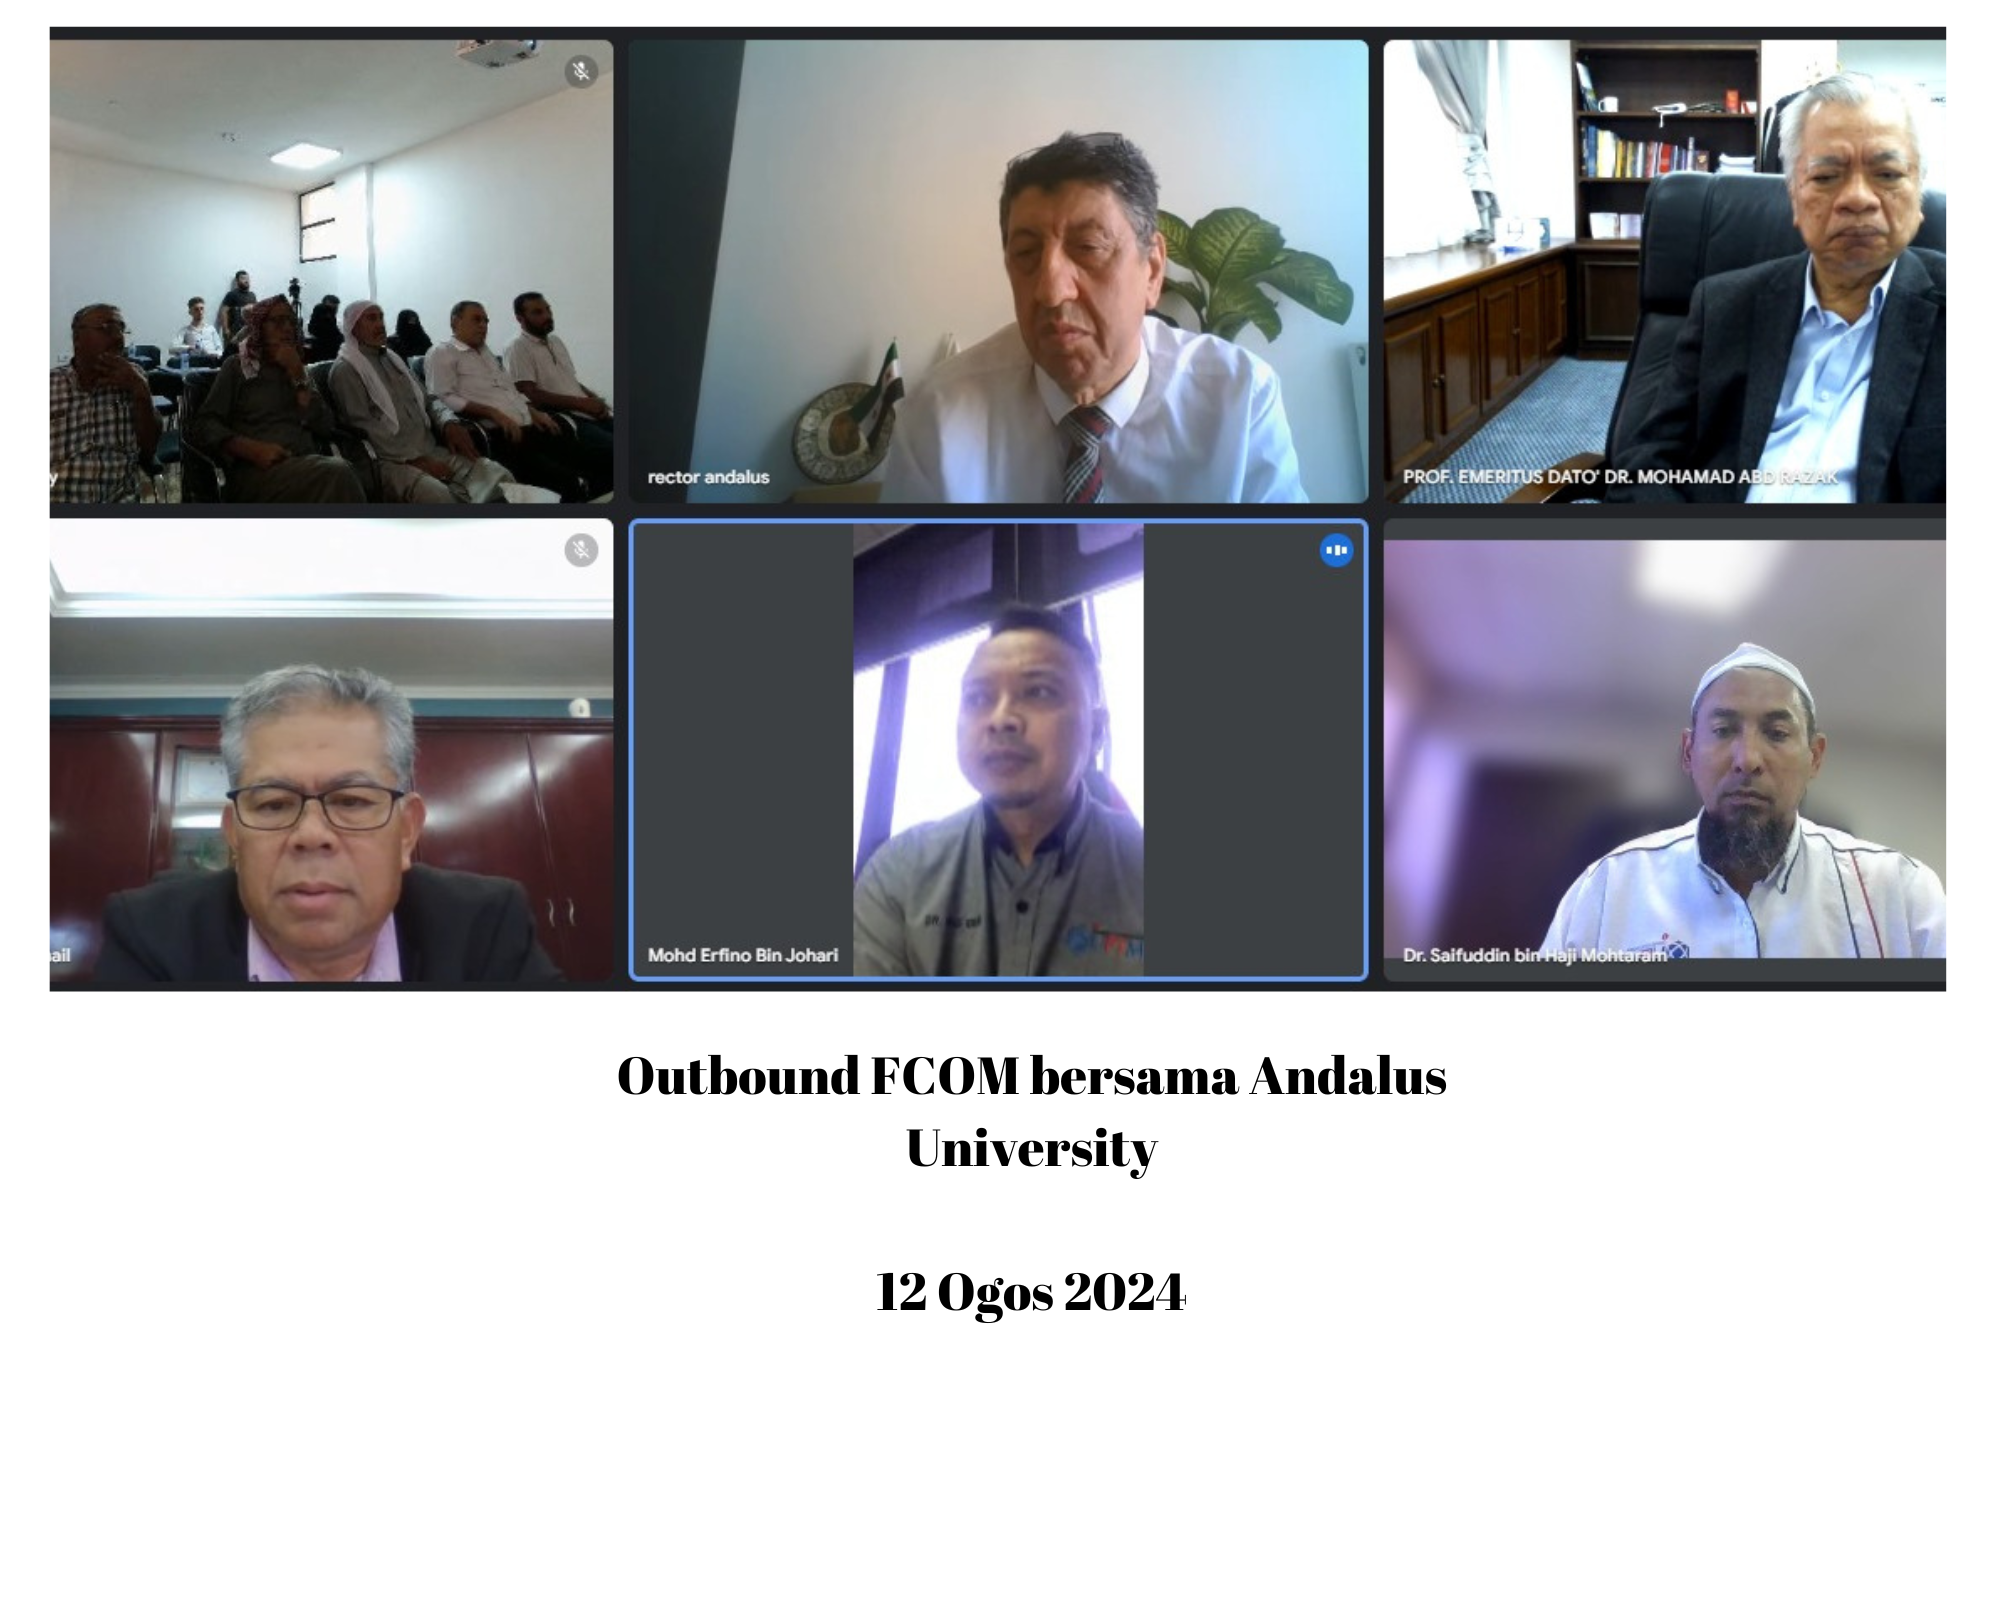 rector andalus
PROF. EMERITUS DATO' DR. MOHAMAD ABD RAZAK
Mohd Erfino Bin Johari
Dr. Saifuddin bin Haji Mohtaram
Outbound FCOM bersama Andalus
University
12 Ogos 2024